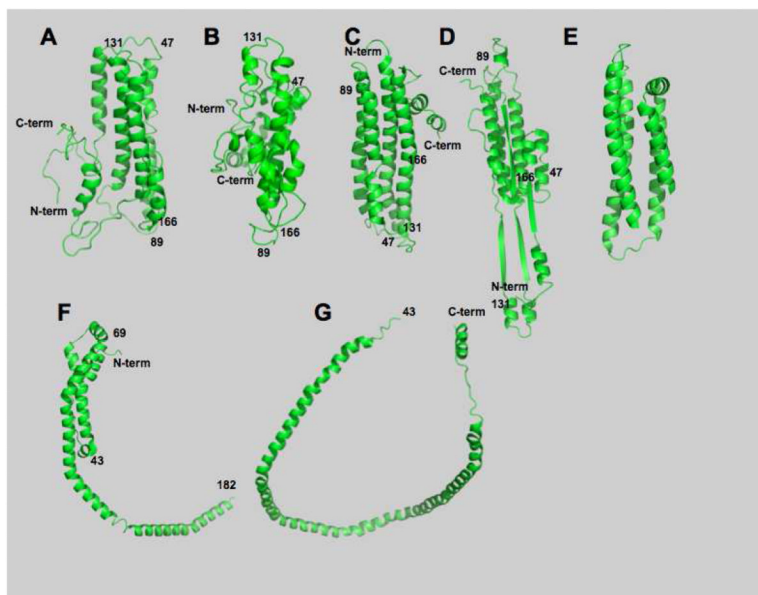 A
131
47
C-term
N-term
166
89
B
131
47
N-term
C-term
166
89
C
N-term
89
C-term
166
131
47
D
89
C-term
166
47
N-term
131
E
F
69
N-term
43
182
G
43
C-term